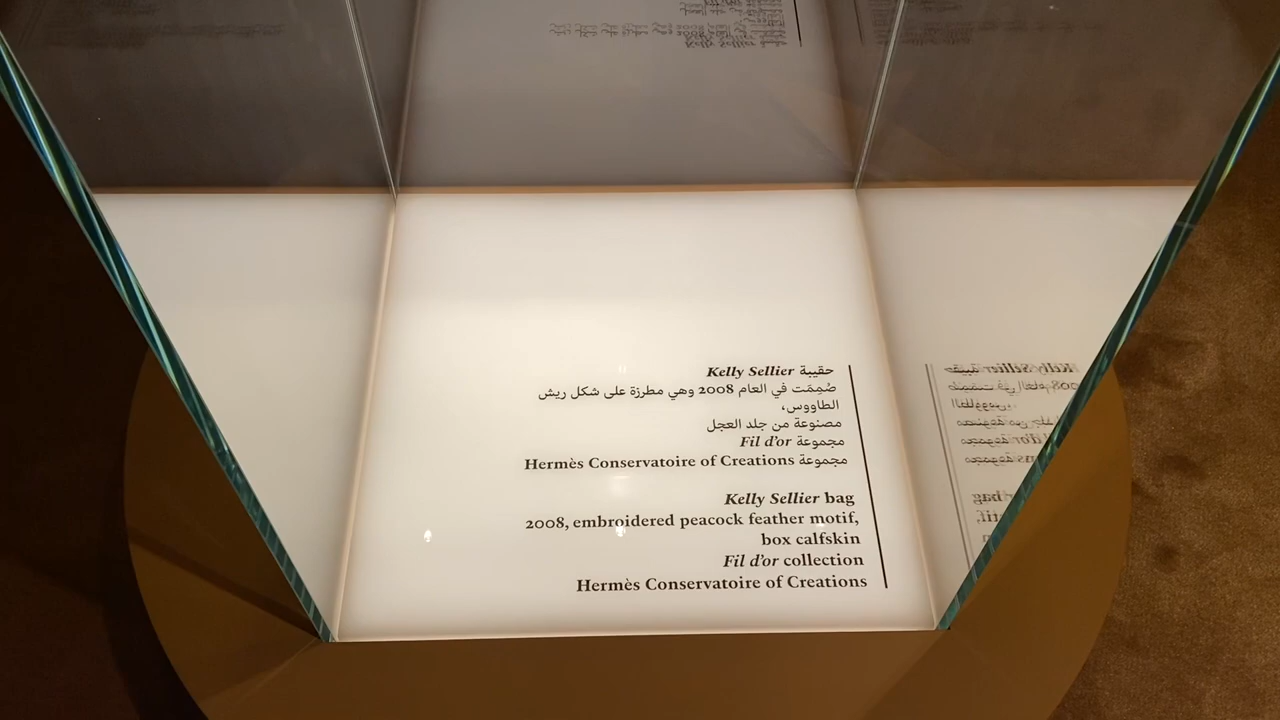 حقيبة Kelly Sellier
صُمِمَت في العام 2008 وهي مطرزة على شكل ريش
الطاووس،
مصنوعة من جلد العجل
مجموعة Fil d'or
مجموعة Hermès Conservatoire of Creations
Kelly Sellier bag
2008, embroidered peacock feather motif,
box calfskin
Fil d'or collection
Hermès Conservatoire of Creations